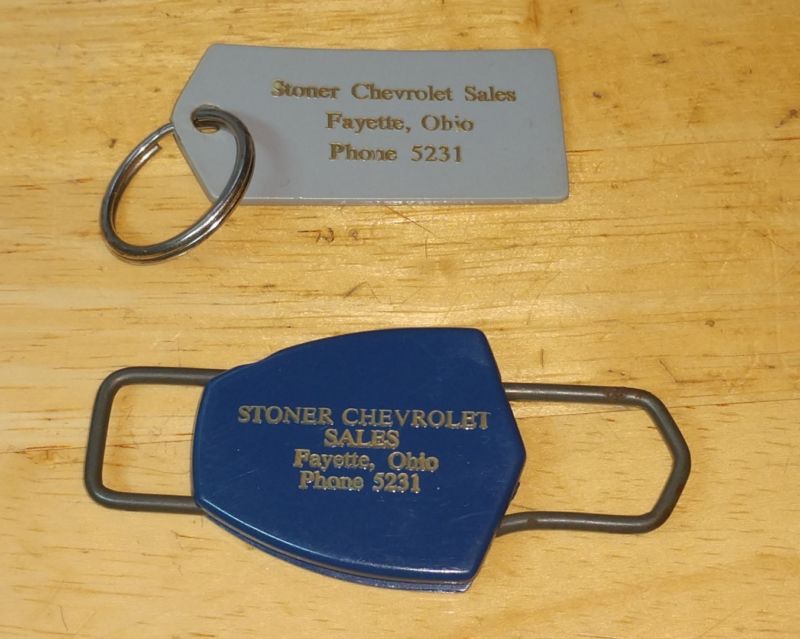 Stoner Chevrolet Sales
Fayette, Ohio
Phone 5231
STONER CHEVROLET
SALES
Fayette, Ohio
Phone 5231